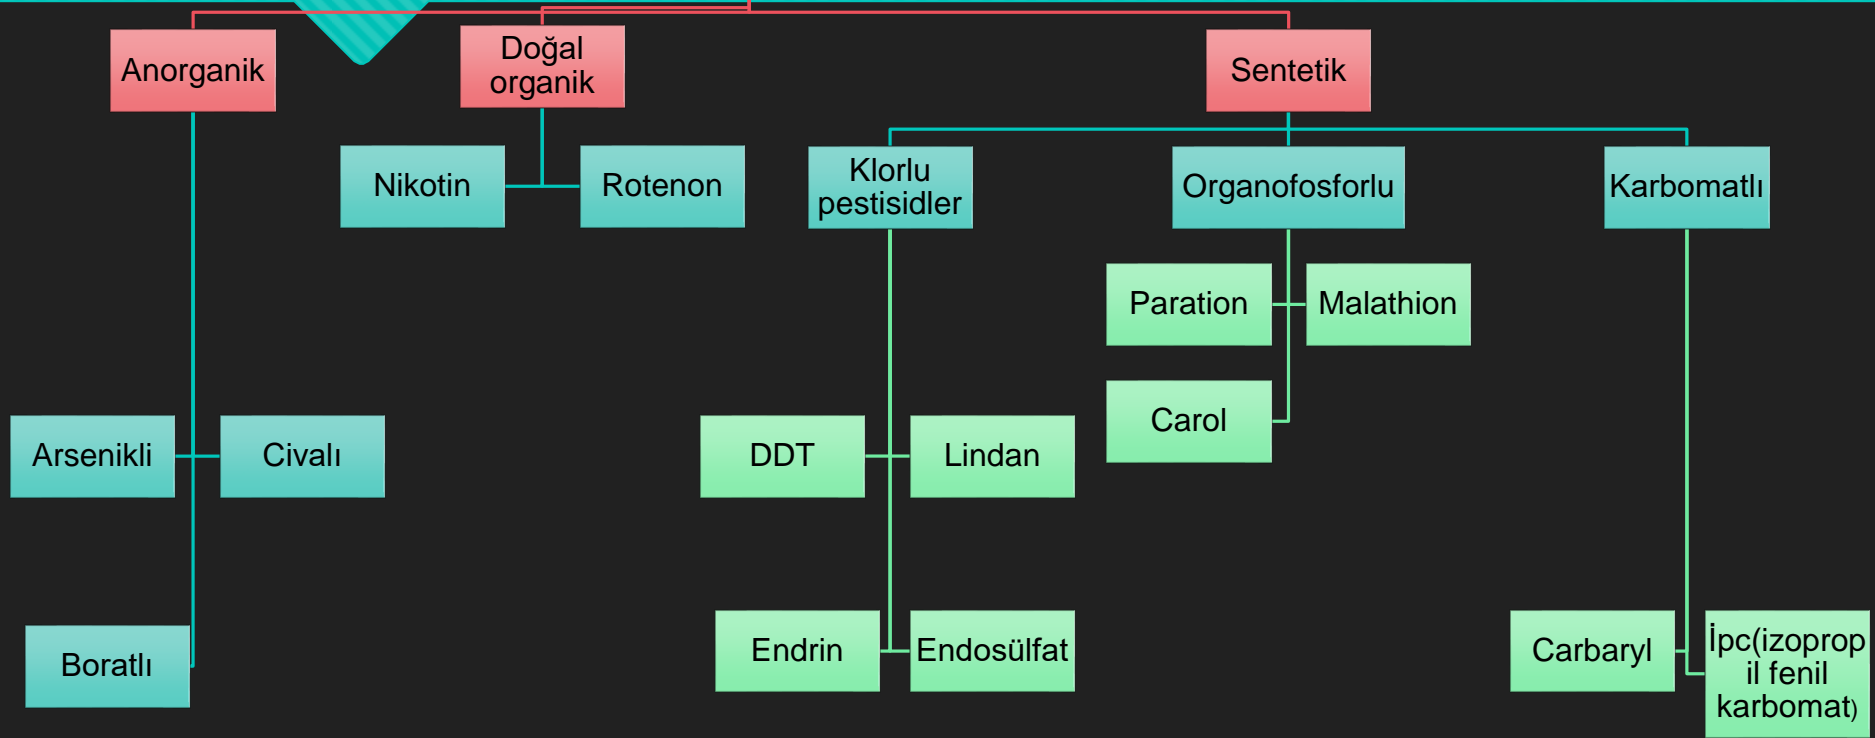 Anorganik
Doğal
organik
Sentetik
Nikotin
Rotenon
Klorlu
pestisidler
Organofosforlu
Karbomatlı
Paration
Malathion
Carol
Arsenikli
Civalı
DDT
Lindan
Boratlı
Endrin
Endosülfat
Carbaryl
İpc(izoprop
il fenil
karbomat)